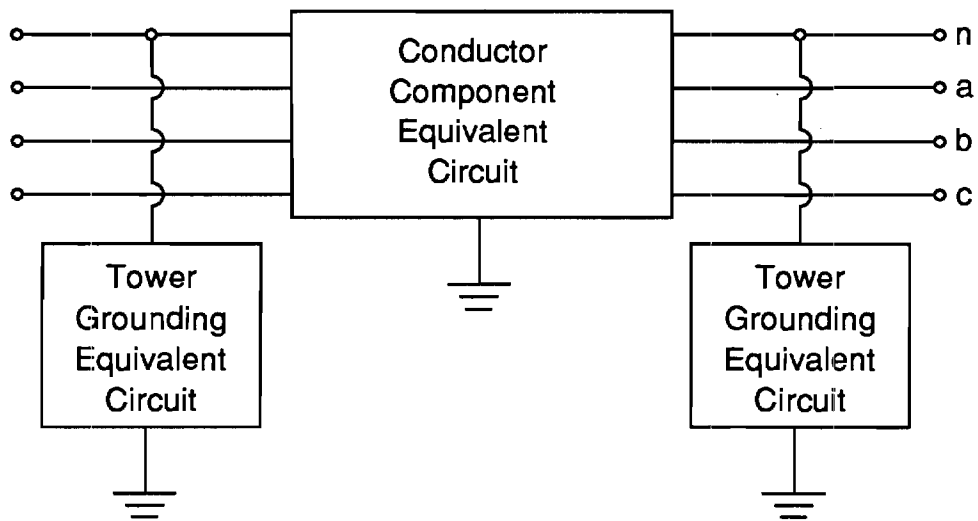 Conductor
Component
Equivalent
Circuit
n
a
b
c
Tower
Grounding
Equivalent
Circuit
Tower
Grounding
Equivalent
Circuit